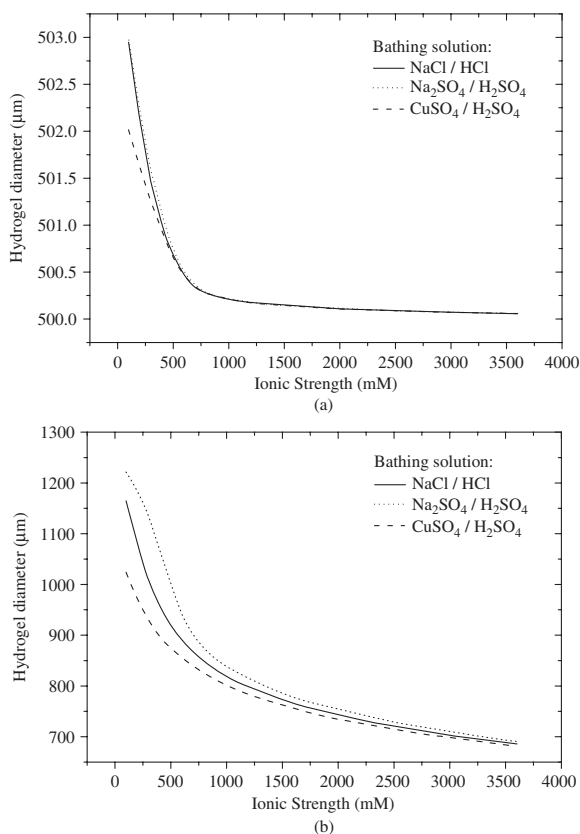 503.0
502.5
502.0
501.5
501.0
500.5
500.0
Hydrogel diameter (μm)
Bathing solution:
NaCl / HCl
Na₂SO₄ / H₂SO₄
CuSO₄ / H₂SO₄
0 500 1000 1500 2000 2500 3000 3500 4000
Ionic Strength (mM)
(a)
1300
1200
1100
1000
900
800
700
Hydrogel diameter (μm)
Bathing solution:
NaCl / HCl
Na₂SO₄ / H₂SO₄
CuSO₄ / H₂SO₄
0 500 1000 1500 2000 2500 3000 3500 4000
Ionic Strength (mM)
(b)